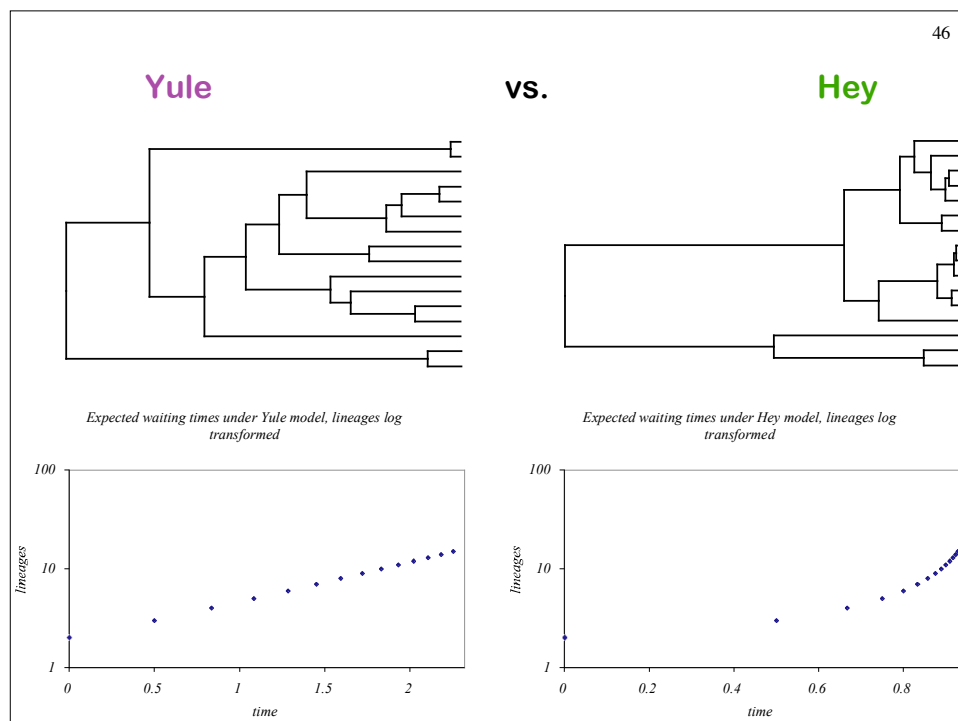 46
Yule vs. Hey
Expected waiting times under Yule model, lineages log
transformed
100
10
1
lineages
0 0.5 1 1.5 2
time
Expected waiting times under Hey model, lineages log
transformed
100
10
1
lineages
0 0.2 0.4 0.6 0.8
time